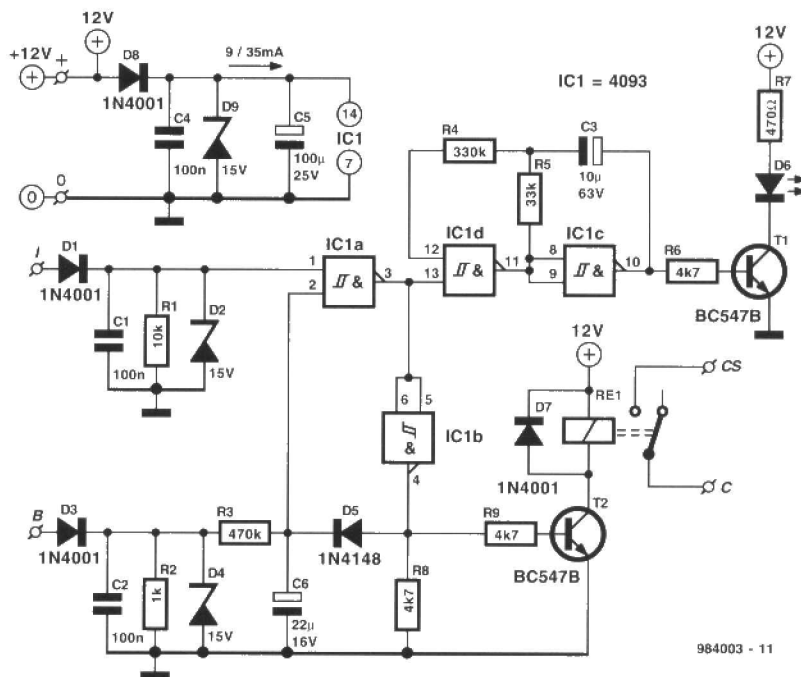 12V
+12V
+
D8
1N4001
9 / 35mA
C4
100n
D9
15V
C5
100μ
25V
14
IC1
7
0
0
IC1 = 4093
12V
R7
470Ω
D6
R4
330k
C3
10μ
63V
R5
33k
I
D1
1N4001
C1
100n
R1
10k
D2
15V
1
2
IC1a
&
3
12
13
IC1d
&
11
8
9
IC1c
&
10
R6
4k7
T1
BC547B
6
5
&
IC1b
4
12V
D7
1N4001
RE1
CS
C
B
D3
1N4001
C2
100n
R2
1k
D4
15V
R3
470k
C6
22μ
16V
D5
1N4148
R8
4k7
R9
4k7
T2
BC547B
984003 - 11